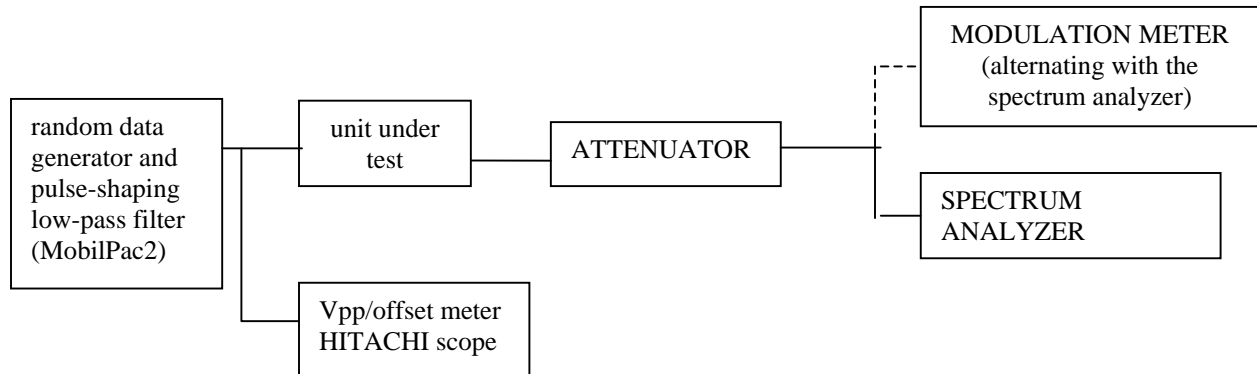 random data
generator and
pulse-shaping
low-pass filter
(MobilPac2)
unit under
test
Vpp/offset meter
HITACHI scope
ATTENUATOR
MODULATION METER
(alternating with the
spectrum analyzer)
SPECTRUM
ANALYZER